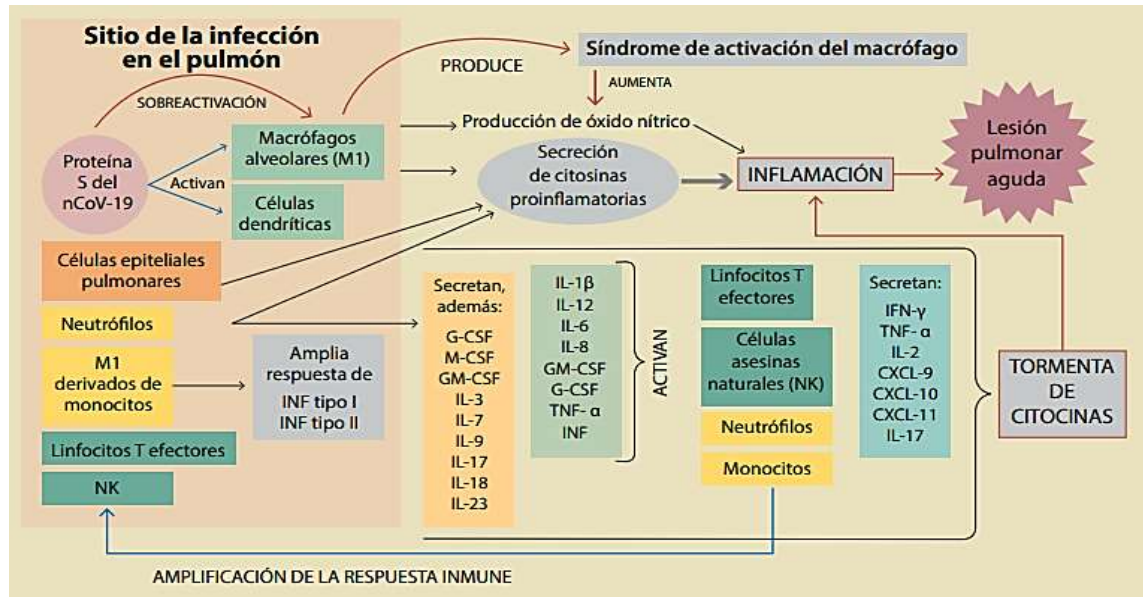 Sitio de la infección
en el pulmón
SOBREACTIVACIÓN
PRODUCE
Síndrome de activación del macrófago
AUMENTA
Proteína
S del
nCoV-19
Activan
Macrófagos
alveolares (M1)
Células
dendríticas
Producción de óxido nítrico
Secreción
de citosinas
proinflamatorias
INFLAMACIÓN
Lesión
pulmonar
aguda
Células epiteliales
pulmonares
Neutrófilos
M1
derivados de
monocitos
Linfocitos T efectores
NK
Amplia
respuesta de
INF tipo I
INF tipo II
Secretan,
además:
G-CSF
M-CSF
GM-CSF
IL-3
IL-7
IL-9
IL-17
IL-18
IL-23
IL-1β
IL-12
IL-6
IL-8
GM-CSF
G-CSF
TNF- α
INF
ACTIVAN
Linfocitos T
efectores
Células
asesinas
naturales (NK)
Neutrófilos
Monocitos
Secretan:
IFN-γ
TNF- α
IL-2
CXCL-9
CXCL-10
CXCL-11
IL-17
TORMENTA
DE
CITOCINAS
AMPLIFICACIÓN DE LA RESPUESTA INMUNE